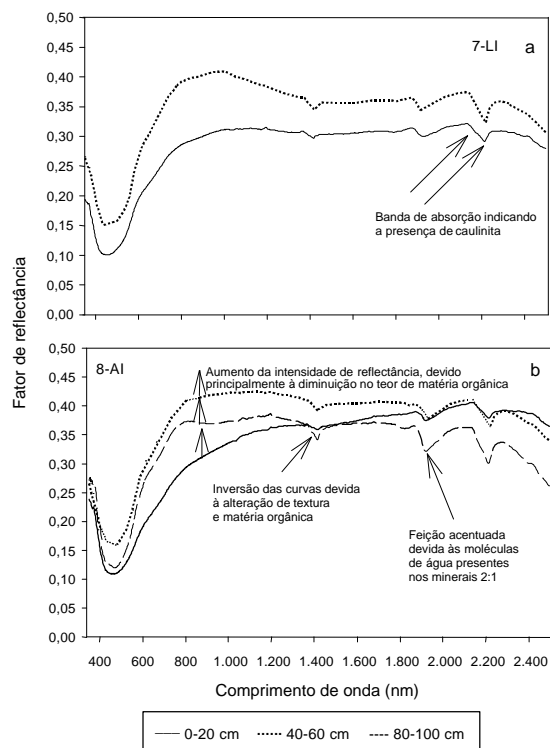 0,50
7-LI
a
0,45
0,40
0,35
0,30
0,25
0,20
0,15
0,10
0,05
0,00
Banda de absorção indicando
a presença de caulinita
Fator de reflectância
0,50
8-AI
b
0,45
0,40
0,35
0,30
0,25
0,20
0,15
0,10
0,05
0,00
Aumento da intensidade de reflectância, devido
principalmente à diminuição no teor de matéria orgânica
Inversão das curvas devida
à alteração de textura
e matéria orgânica
Feição acentuada
devida às moléculas
de água presentes
nos minerais 2:1
400 600 800 1.000 1.200 1.400 1.600 1.800 2.000 2.200 2.400
Comprimento de onda (nm)
0-20 cm 40-60 cm 80-100 cm